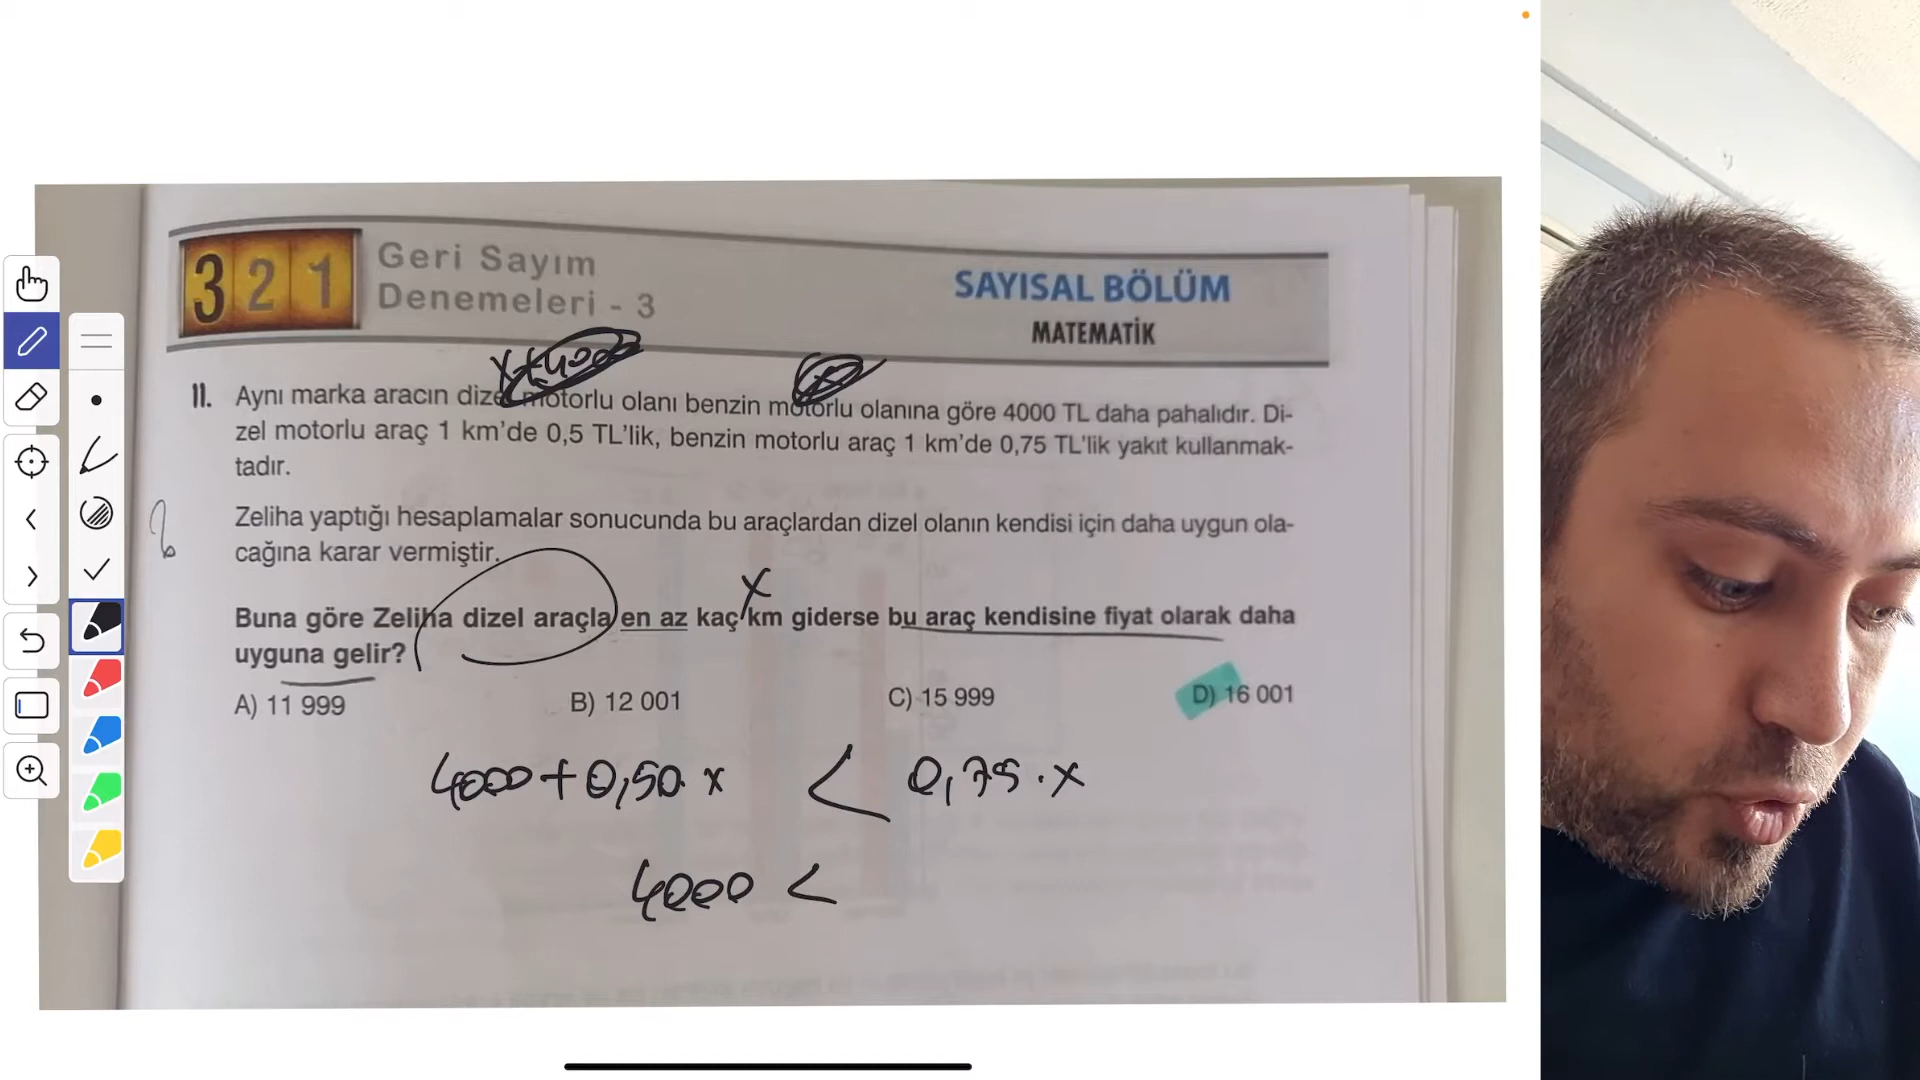 321
Geri Sayım
Denemeleri - 3
SAYISAL BÖLÜM
MATEMATİK
x+4000
x
11. Aynı marka aracın dizel motorlu olanı benzin motorlu olanına göre 4000 TL daha pahalıdır. Di-
zel motorlu araç 1 km'de 0,5 TL'lik, benzin motorlu araç 1 km'de 0,75 TL'lik yakıt kullanmak-
tadır.
Zeliha yaptığı hesaplamalar sonucunda bu araçlardan dizel olanın kendisi için daha uygun ola-
cağına karar vermiştir.
x
Buna göre Zeliha dizel araçla en az kaç km giderse bu araç kendisine fiyat olarak daha
uyguna gelir?
A) 11 999 B) 12 001 C) 15 999 D) 16 001
4000+0,50.x < 0,75.x
4000 <